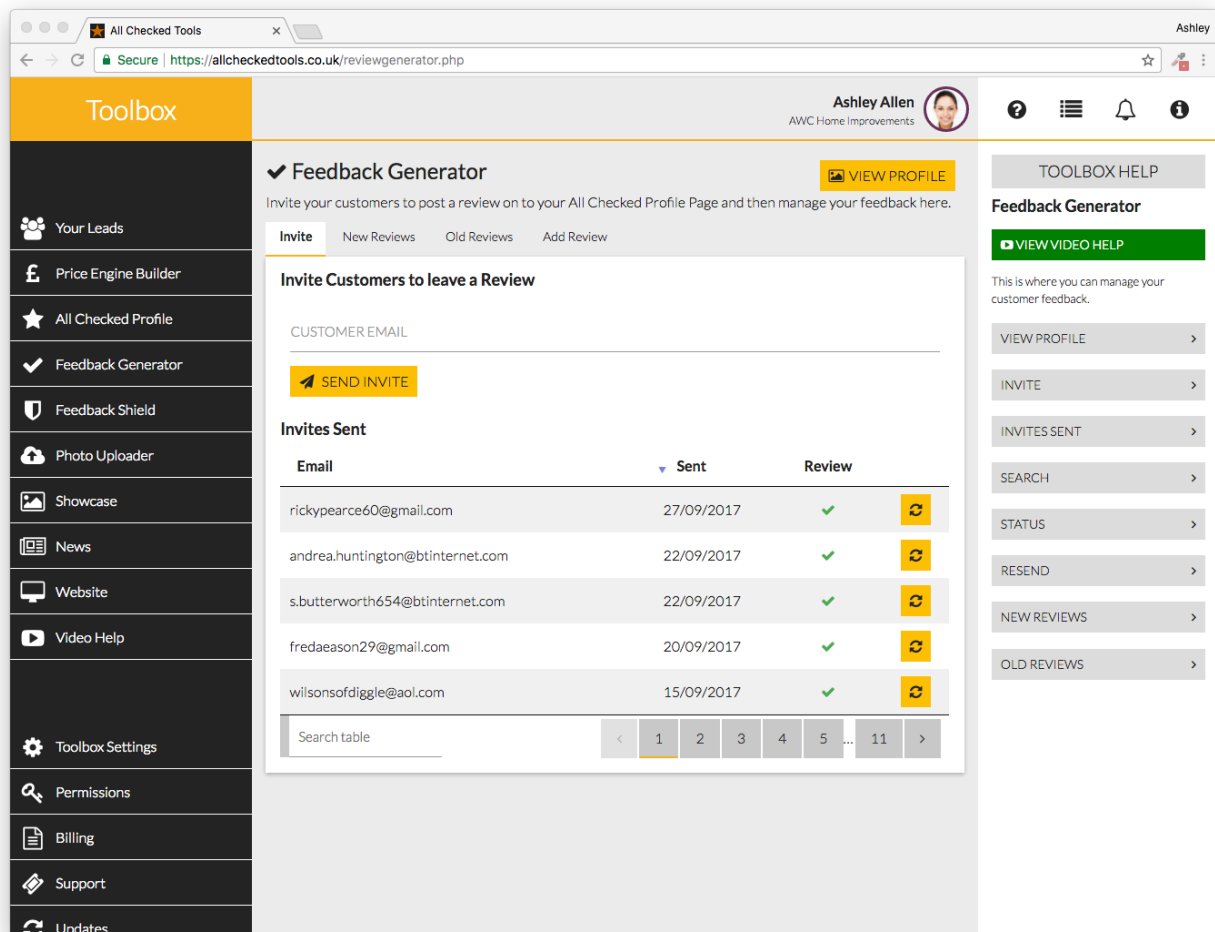 All Checked Tools
Ashley
Secure | https://allcheckedtools.co.uk/reviewgenerator.php
Toolbox
Ashley Allen
AWC Home Improvements
Your Leads
Price Engine Builder
All Checked Profile
Feedback Generator
Feedback Shield
Photo Uploader
Showcase
News
Website
Video Help
Toolbox Settings
Permissions
Billing
Support
Updates
Feedback Generator
VIEW PROFILE
Invite your customers to post a review on to your All Checked Profile Page and then manage your feedback here.
Invite New Reviews Old Reviews Add Review
Invite Customers to leave a Review
CUSTOMER EMAIL
SEND INVITE
Invites Sent
Email Sent Review
rickypearce60@gmail.com 27/09/2017
andrea.huntington@btinternet.com 22/09/2017
s.butterworth654@btinternet.com 22/09/2017
fredaeason29@gmail.com 20/09/2017
wilsonsofdiggle@aol.com 15/09/2017
Search table < 1 2 3 4 5 ... 11 >
TOOLBOX HELP
Feedback Generator
VIEW VIDEO HELP
This is where you can manage your
customer feedback.
VIEW PROFILE
INVITE
INVITES SENT
SEARCH
STATUS
RESEND
NEW REVIEWS
OLD REVIEWS